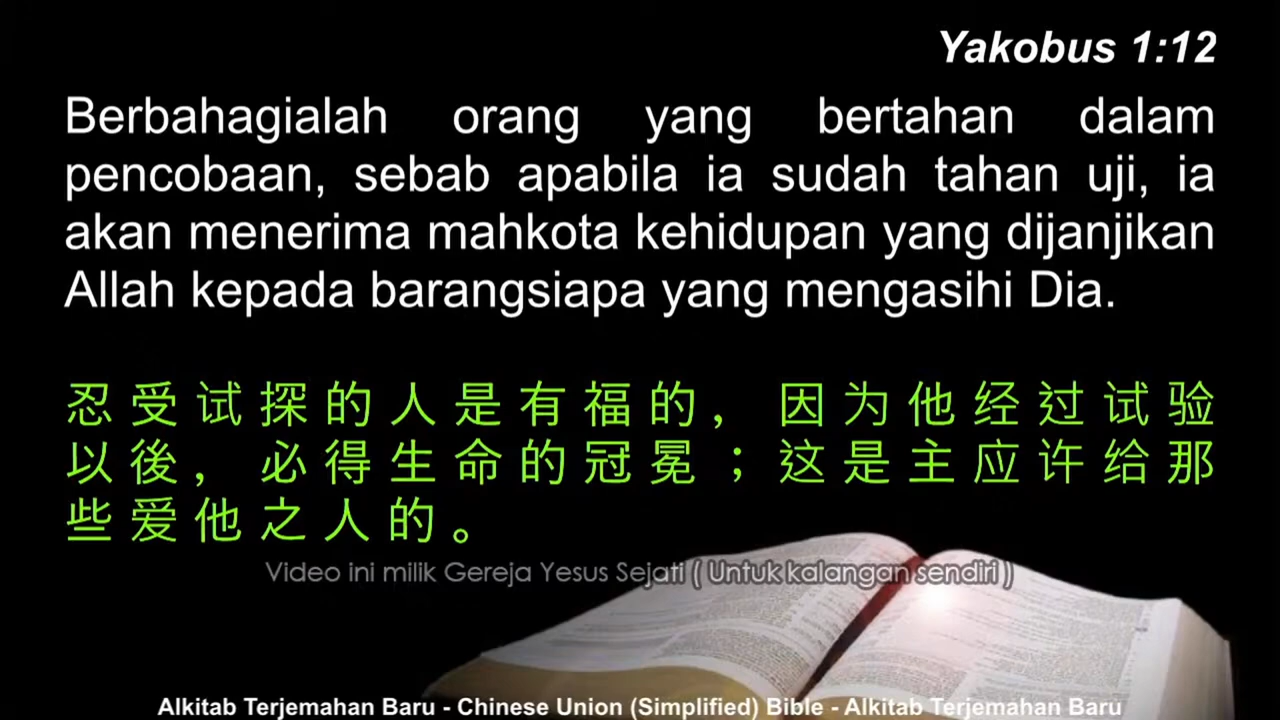 Yakobus 1:12
Berbahagialah orang yang bertahan dalam
pencobaan, sebab apabila ia sudah tahan uji, ia
akan menerima mahkota kehidupan yang dijanjikan
Allah kepada barangsiapa yang mengasihi Dia.
忍受试探的人是有福的，因为他经过试验
以後，必得生命的冠冕；这是主应许给那
些爱他之人的。
Video ini milik Gereja Yesus Sejati ( Untuk kalangan sendiri )
Alkitab Terjemahan Baru - Chinese Union (Simplified) Bible - Alkitab Terjemahan Baru